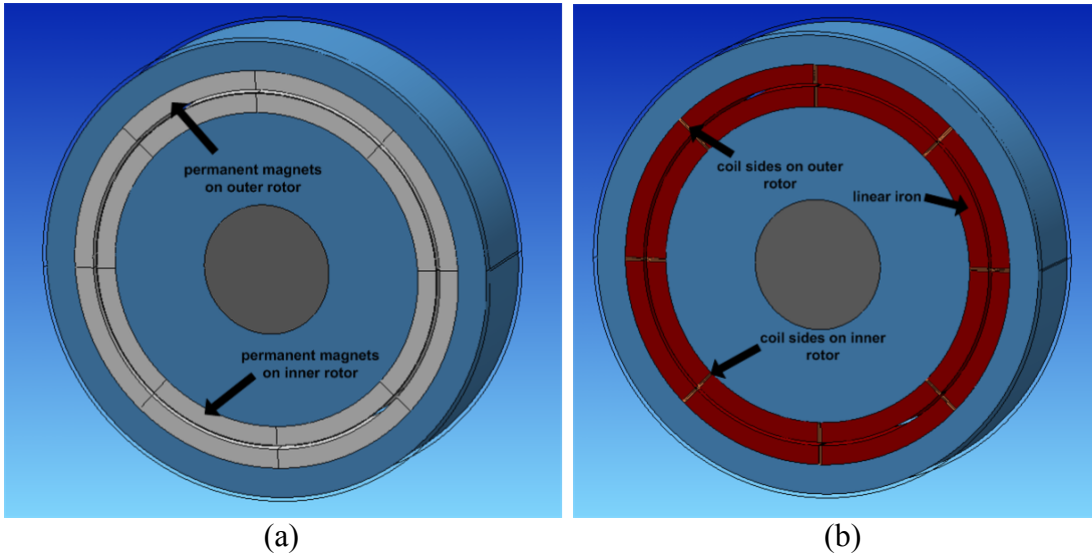 permanent magnets
on outer rotor
permanent magnets
on inner rotor
coil sides on outer
rotor
linear iron
coil sides on inner
rotor
(a)
(b)